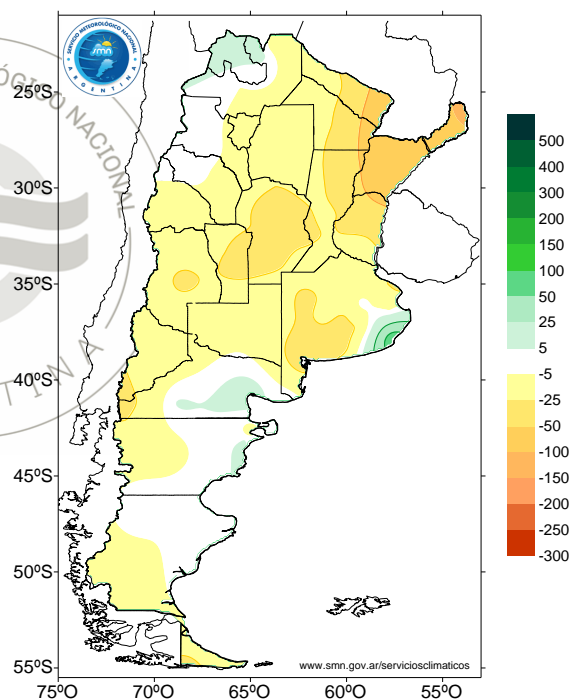 SERVICIO METEOROLÓGICO NACIONAL
smn
ARGENTINA
ÓGICO NACIONAL
TINA
25ºS
30ºS
35ºS
40ºS
45ºS
50ºS
55ºS
75ºO
70ºO
65ºO
60ºO
55ºO
500
400
300
200
150
100
50
25
5
-5
-25
-50
-100
-150
-200
-250
-300
www.smn.gov.ar/serviciosclimaticos